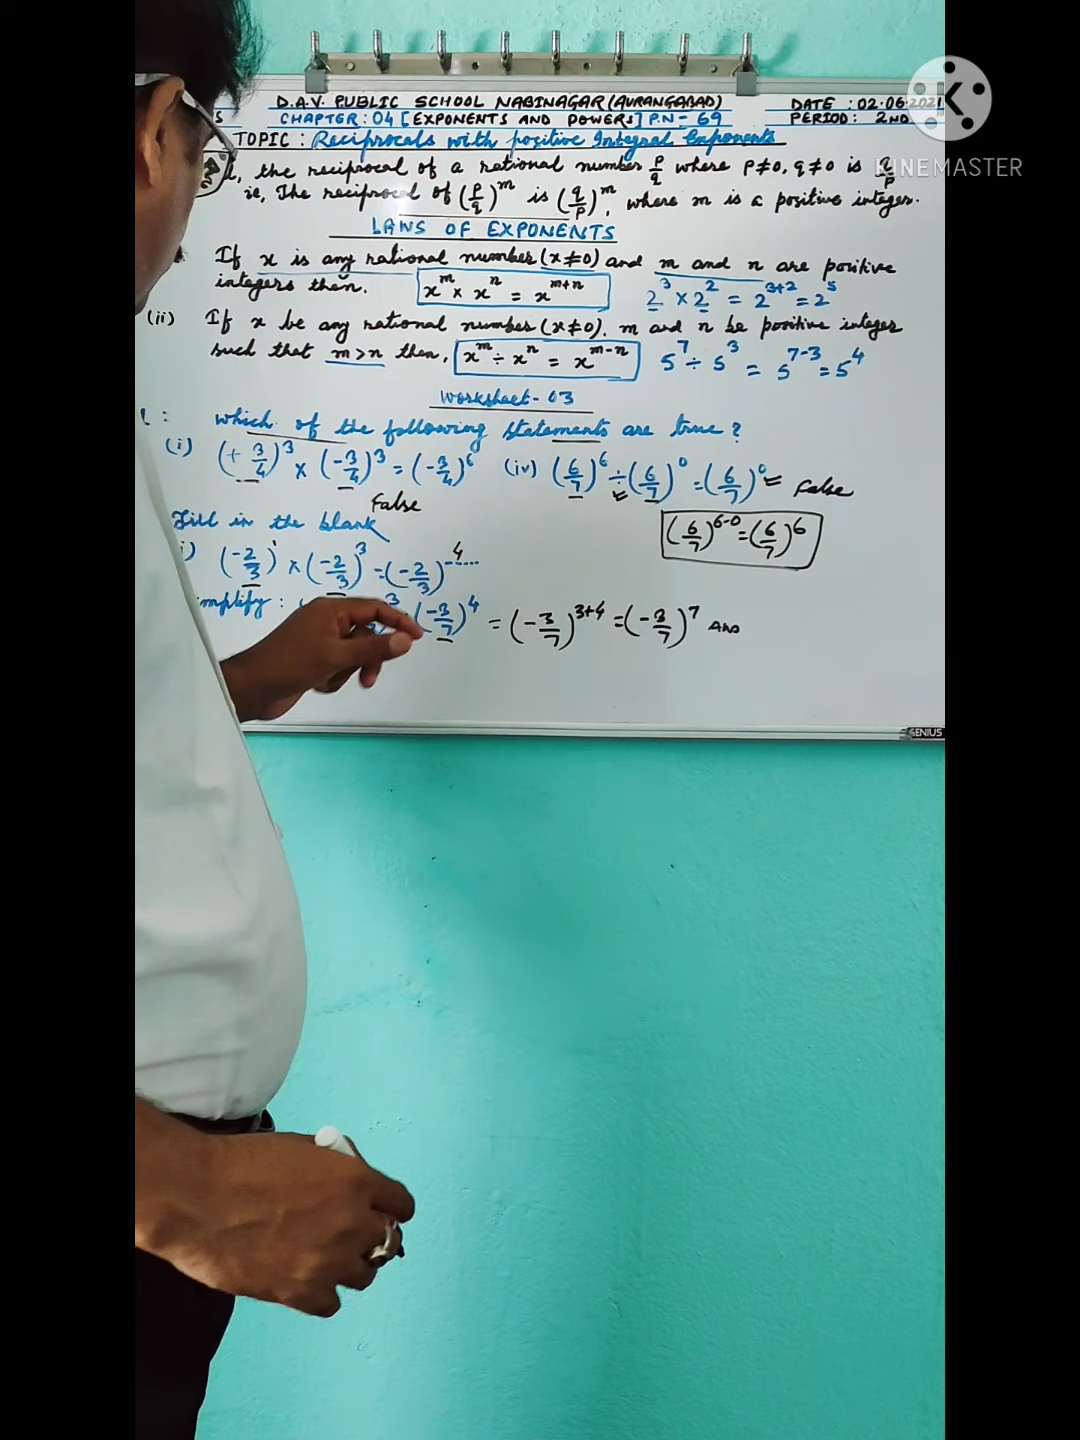 D.A.V. PUBLIC SCHOOL NABINAGAR (AURANGABAD)
DATE : 02.06.2021
CHAPTER : 04 [EXPONENTS AND POWERS] P.N - 69
PERIOD: 2ND
TOPIC : Reciprocals with positive Integral Exponents
KINEMASTER
the reciprocal of a rational number p/q where p≠0, q≠0 is q/p
ie, The reciprocal of (p/q)^m is (q/p)^m, where m is a positive integer.
LAWS OF EXPONENTS
If x is any rational number (x≠0) and m and n are positive
integers then. x^m × x^n = x^(m+n) 2^3 × 2^2 = 2^(3+2) = 2^5
(ii) If x be any rational number (x≠0). m and n be positive integer
such that m>n then, x^m ÷ x^n = x^(m-n) 5^7 ÷ 5^3 = 5^(7-3) = 5^4
Worksheet - 03
which of the following statements are true?
(i) (+3/4)^3 × (-3/4)^3 = (-3/4)^6 (iv) (6/7)^6 ÷ (6/7)^0 = (6/7)^0 = False
False
(6/7)^(6-0) = (6/7)^6
Fill in the blank
(-2/3)^1 × (-2/3)^3 = (-2/3)^4
(-3/7)^4 = (-3/7)^(3+4) = (-3/7)^7 Ans
GENIUS